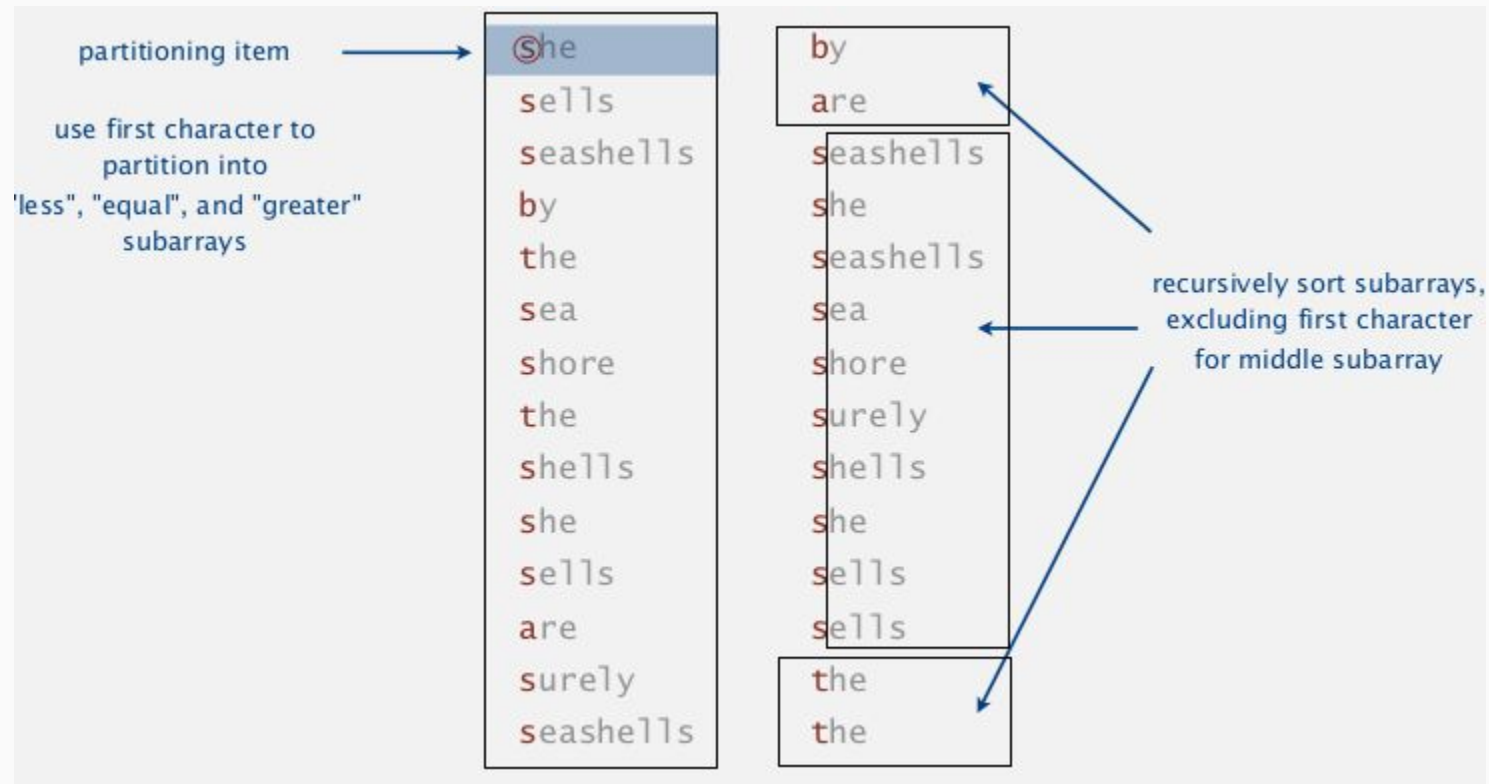 partitioning item
use first character to
partition into
"less", "equal", and "greater"
subarrays
she
sells
seashells
by
the
sea
shore
the
shells
she
sells
are
surely
seashells
by
are
seashells
she
seashells
sea
shore
surely
shells
she
sells
sells
the
the
recursively sort subarrays,
excluding first character
for middle subarray